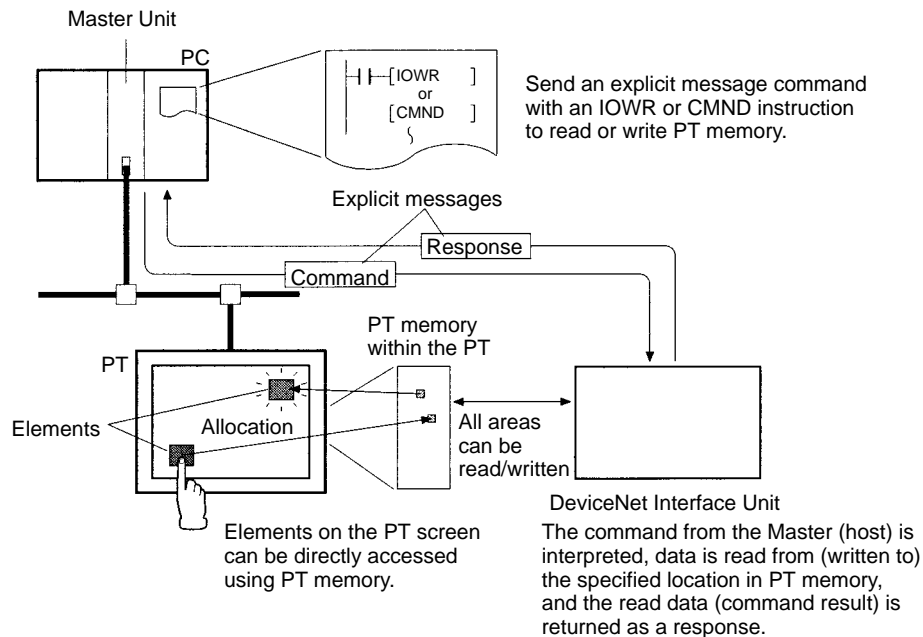 Master Unit
PC
[IOWR ]
or
[CMND ]
Send an explicit message command
with an IOWR or CMND instruction
to read or write PT memory.
Explicit messages
Response
Command
PT memory
within the PT
PT
Elements
Allocation
All areas
can be
read/written
DeviceNet Interface Unit
Elements on the PT screen
can be directly accessed
using PT memory.
The command from the Master (host) is
interpreted, data is read from (written to)
the specified location in PT memory,
and the read data (command result) is
returned as a response.